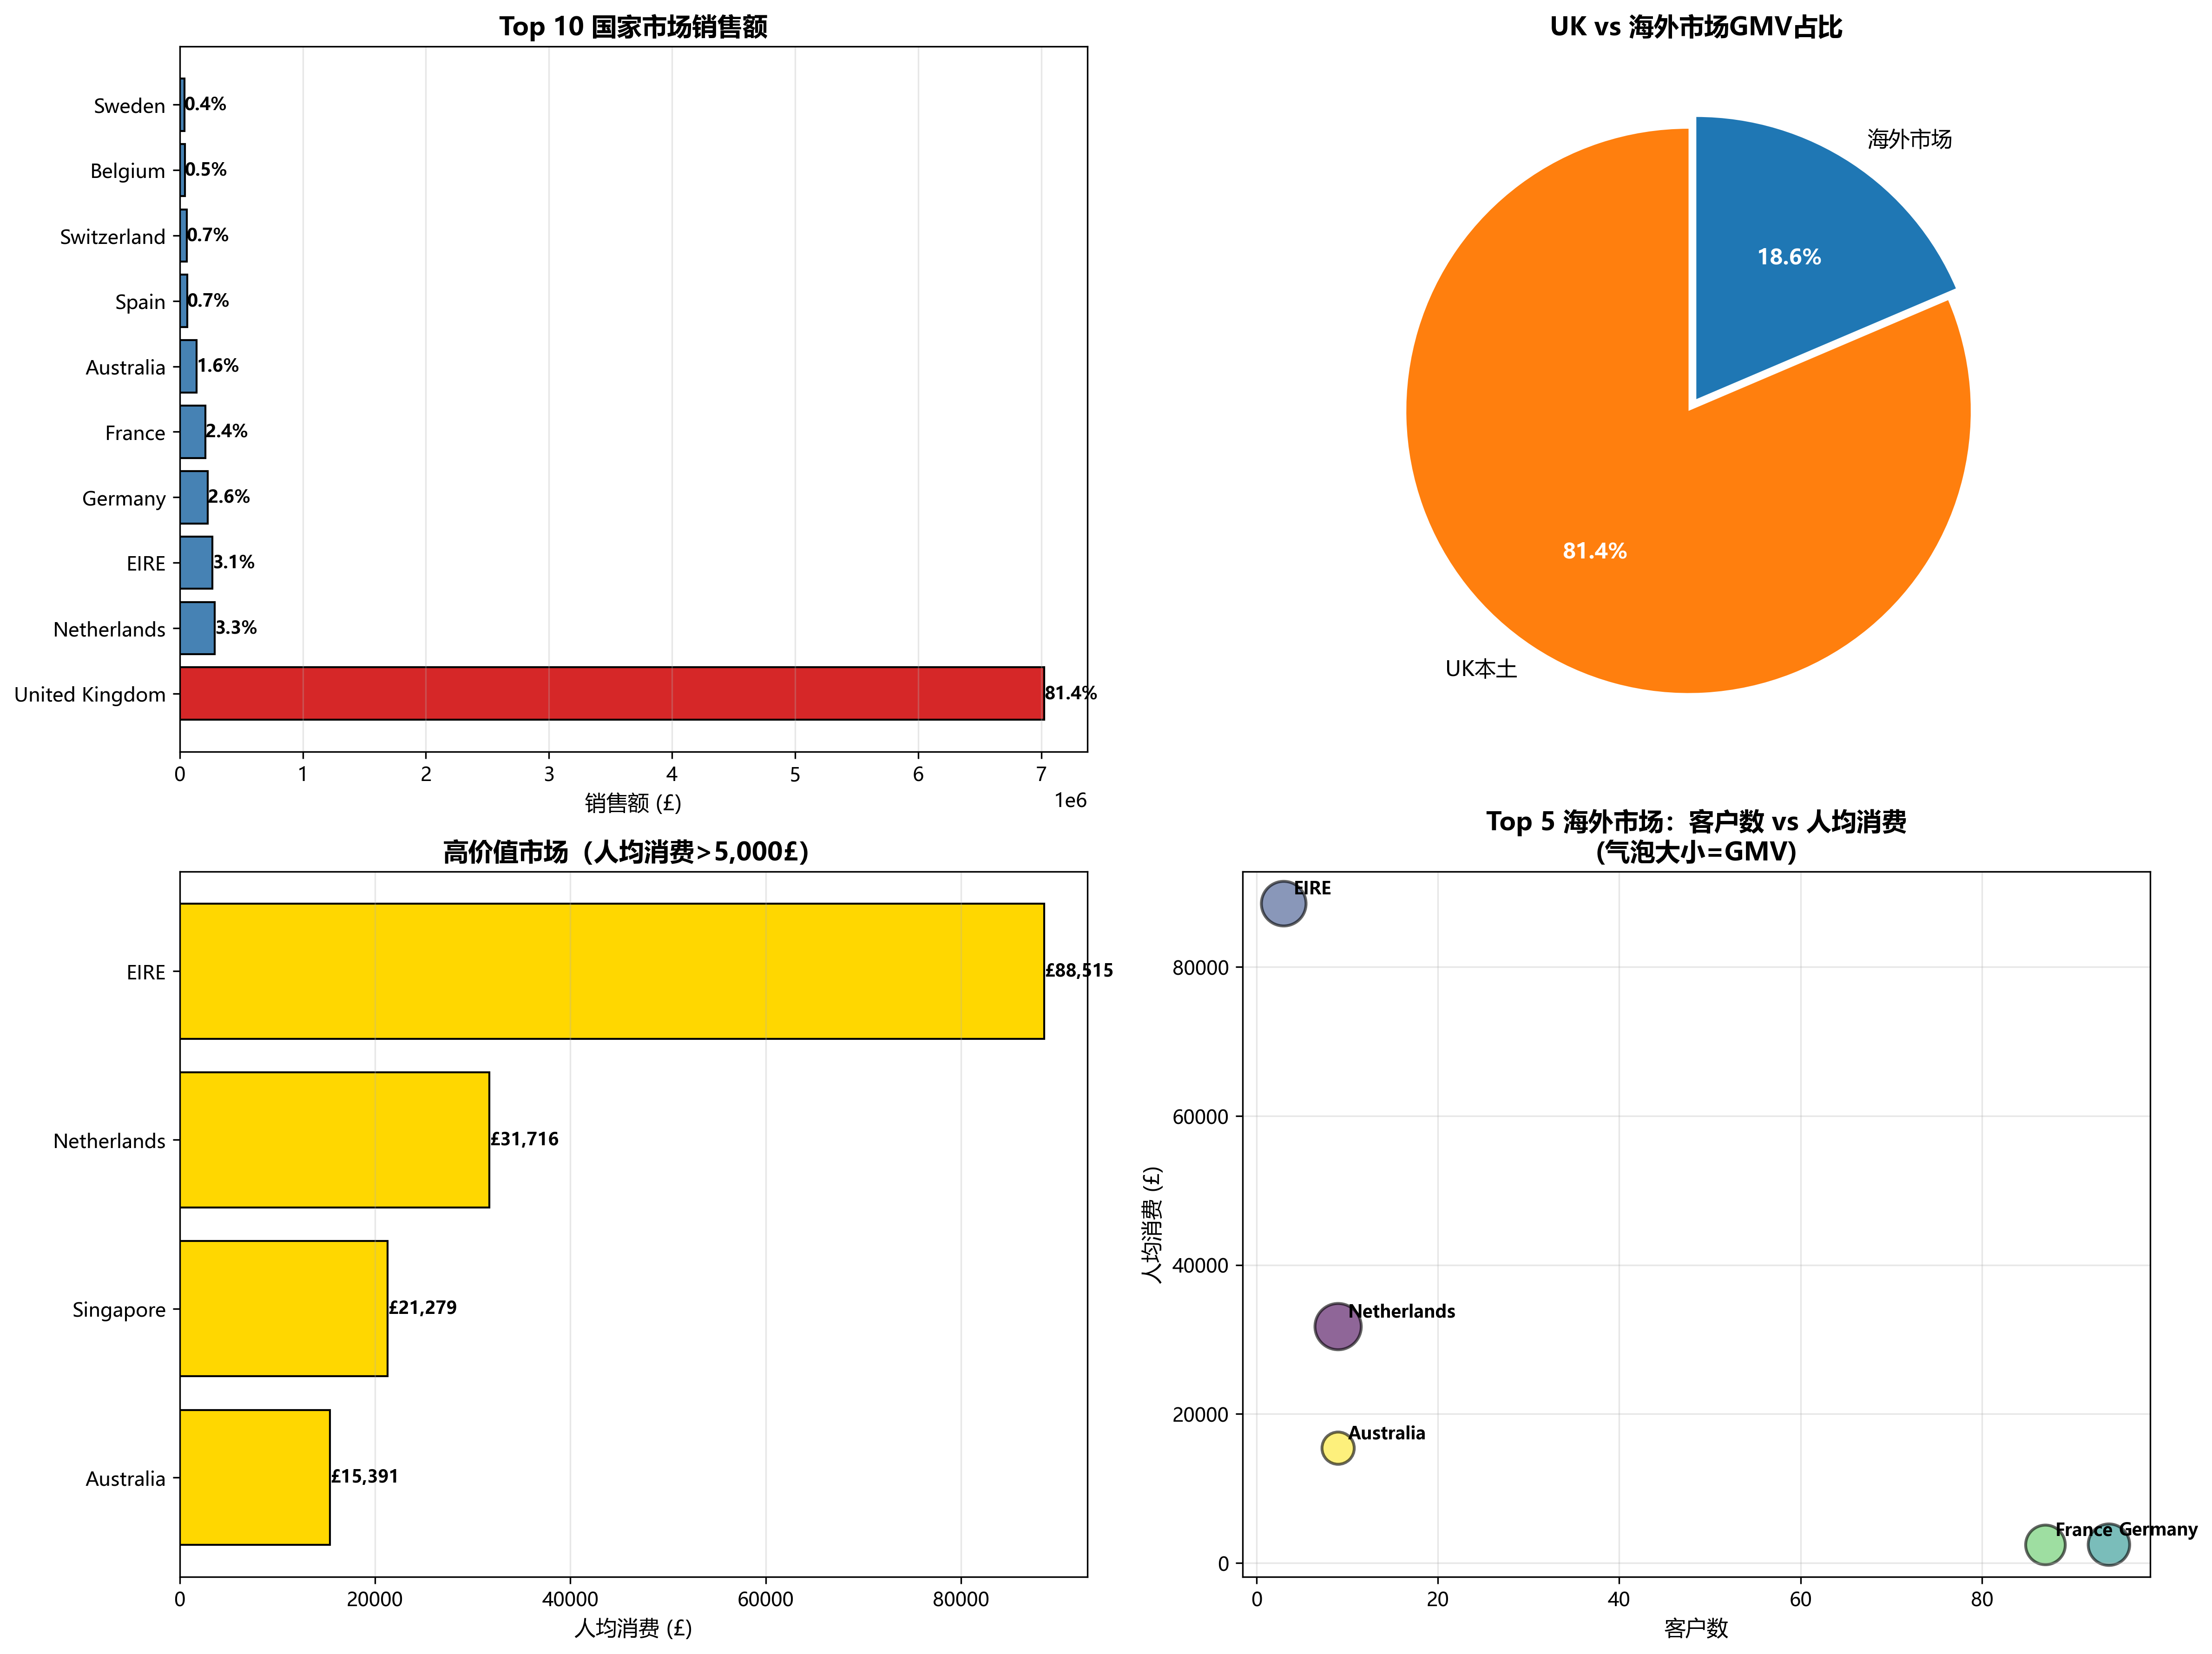 Top 10 国家市场销售额
Sweden
0.4%
Belgium
0.5%
Switzerland
0.7%
Spain
0.7%
Australia
1.6%
France
2.4%
Germany
2.6%
EIRE
3.1%
Netherlands
3.3%
United Kingdom
81.4%
0 1 2 3 4 5 6 7
1e6
销售额 (£)
UK vs 海外市场GMV占比
海外市场
18.6%
81.4%
UK本土
高价值市场（人均消费>5,000£）
EIRE
£88,515
Netherlands
£31,716
Singapore
£21,279
Australia
£15,391
0 20000 40000 60000 80000
人均消费 (£)
Top 5 海外市场：客户数 vs 人均消费
(气泡大小=GMV)
EIRE
80000
60000
人均消费 (£)
40000
Netherlands
20000
Australia
France Germany
0
0 20 40 60 80
客户数